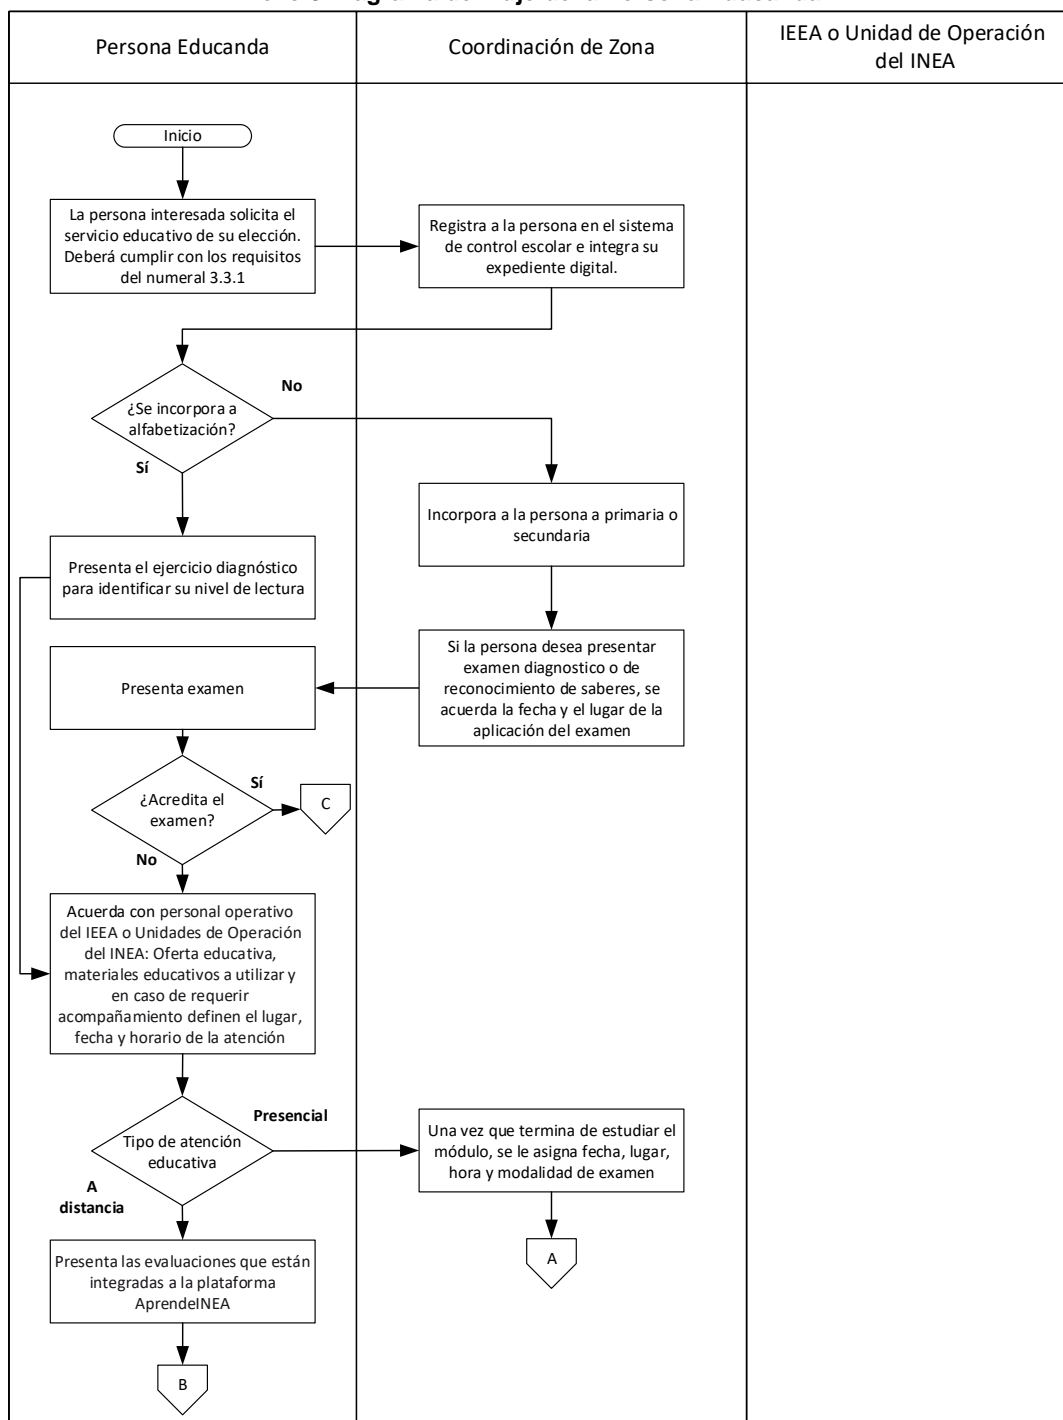 Persona Educanda
Coordinación de Zona
IEEA o Unidad de Operación
del INEA
Inicio
La persona interesada solicita el
servicio educativo de su elección.
Deberá cumplir con los requisitos
del numeral 3.3.1
Registra a la persona en el sistema
de control escolar e integra su
expediente digital.
No
¿Se incorpora a
alfabetización?
Sí
Incorpora a la persona a primaria o
secundaria
Presenta el ejercicio diagnóstico
para identificar su nivel de lectura
Si la persona desea presentar
examen diagnostico o de
reconocimiento de saberes, se
acuerda la fecha y el lugar de la
aplicación del examen
Presenta examen
Sí
¿Acredita el
examen?
C
No
Acuerda con personal operativo
del IEEA o Unidades de Operación
del INEA: Oferta educativa,
materiales educativos a utilizar y
en caso de requerir
acompañamiento definen el lugar,
fecha y horario de la atención
Presencial
Tipo de atención
educativa
Una vez que termina de estudiar el
módulo, se le asigna fecha, lugar,
hora y modalidad de examen
A
distancia
A
Presenta las evaluaciones que están
integradas a la plataforma
AprendeINEA
B